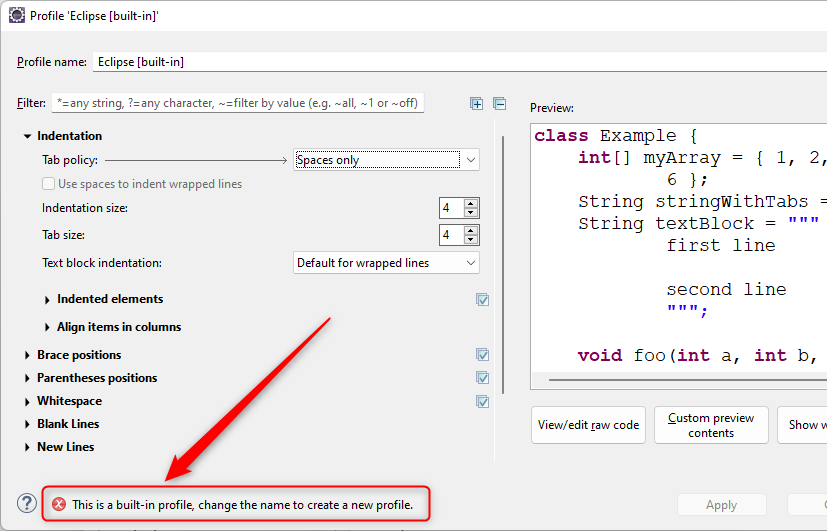 Profile 'Eclipse [built-in]'
Profile name: Eclipse [built-in]
Filter: *=any string, ?=any character, ~=filter by value (e.g. ~all, ~1 or ~off)
Indentation
Tab policy: Spaces only
Use spaces to indent wrapped lines
Indentation size: 4
Tab size: 4
Text block indentation: Default for wrapped lines
Indented elements
Align items in columns
Brace positions
Parentheses positions
Whitespace
Blank Lines
New Lines
Preview:
class Example {
int[] myArray = { 1, 2,
6 };
String stringWithTabs =
String textBlock = """
first line
second line
""";
void foo(int a, int b,
View/edit raw code
Custom preview
contents
Show
? This is a built-in profile, change the name to create a new profile.
Apply